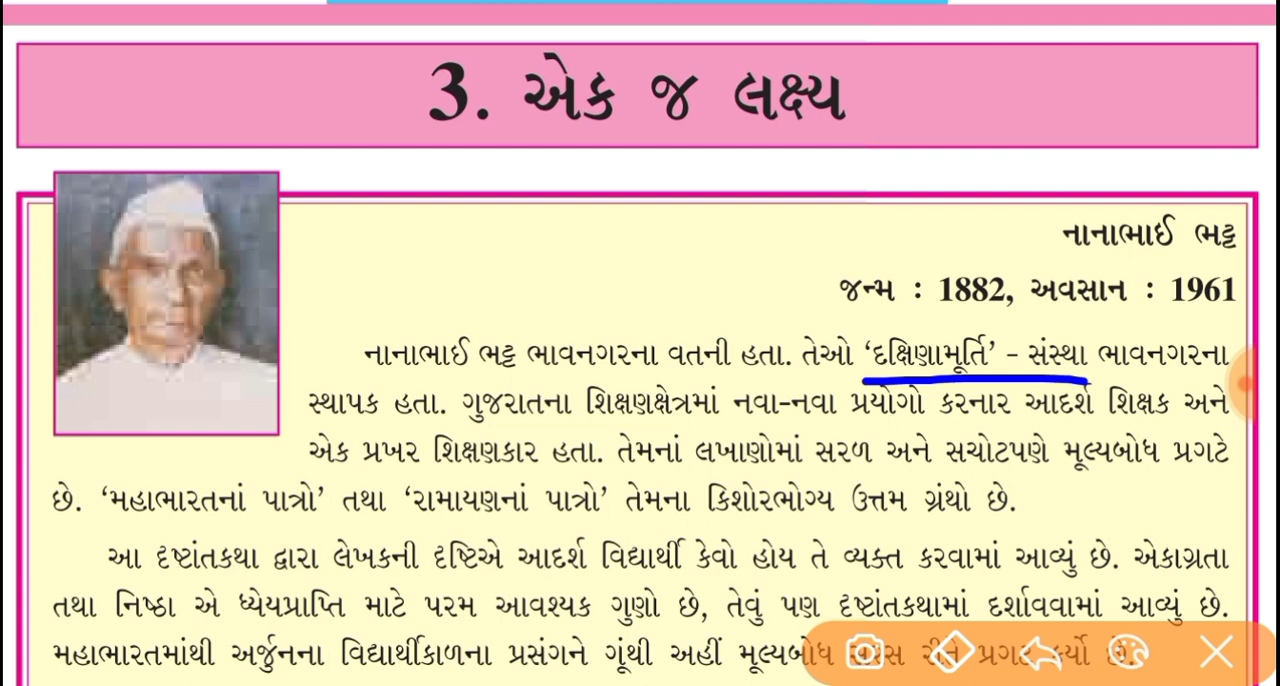 3. એક જ લક્ષ્ય
નાનાભાઈ ભટ્ટ
જન્મ : 1882, અવસાન : 1961
નાનાભાઈ ભટ્ટ ભાવનગરના વતની હતા. તેઓ ‘દક્ષિણામૂર્તિ’ - સંસ્થા ભાવનગરના
સ્થાપક હતા. ગુજરાતના શિક્ષણક્ષેત્રમાં નવા-નવા પ્રયોગો કરનાર આદર્શ શિક્ષક અને
એક પ્રખર શિક્ષણકાર હતા. તેમનાં લખાણોમાં સરળ અને સચોટપણે મૂલ્યબોધ પ્રગટે
છે. ‘મહાભારતનાં પાત્રો’ તથા ‘રામાયણનાં પાત્રો’ તેમના કિશોરભોગ્ય ઉત્તમ ગ્રંથો છે.
આ દૃષ્ટાંતકથા દ્વારા લેખકની દૃષ્ટિએ આદર્શ વિદ્યાર્થી કેવો હોય તે વ્યક્ત કરવામાં આવ્યું છે. એકાગ્રતા
તથા નિષ્ઠા એ ધ્યેયપ્રાપ્તિ માટે પરમ આવશ્યક ગુણો છે, તેવું પણ દૃષ્ટાંતકથામાં દર્શાવવામાં આવ્યું છે.
મહાભારતમાંથી અર્જુનના વિદ્યાર્થીકાળના પ્રસંગને ગૂંથી અહીં મૂલ્યબોધ સરસ રીતે પ્રગટ કર્યો છે.